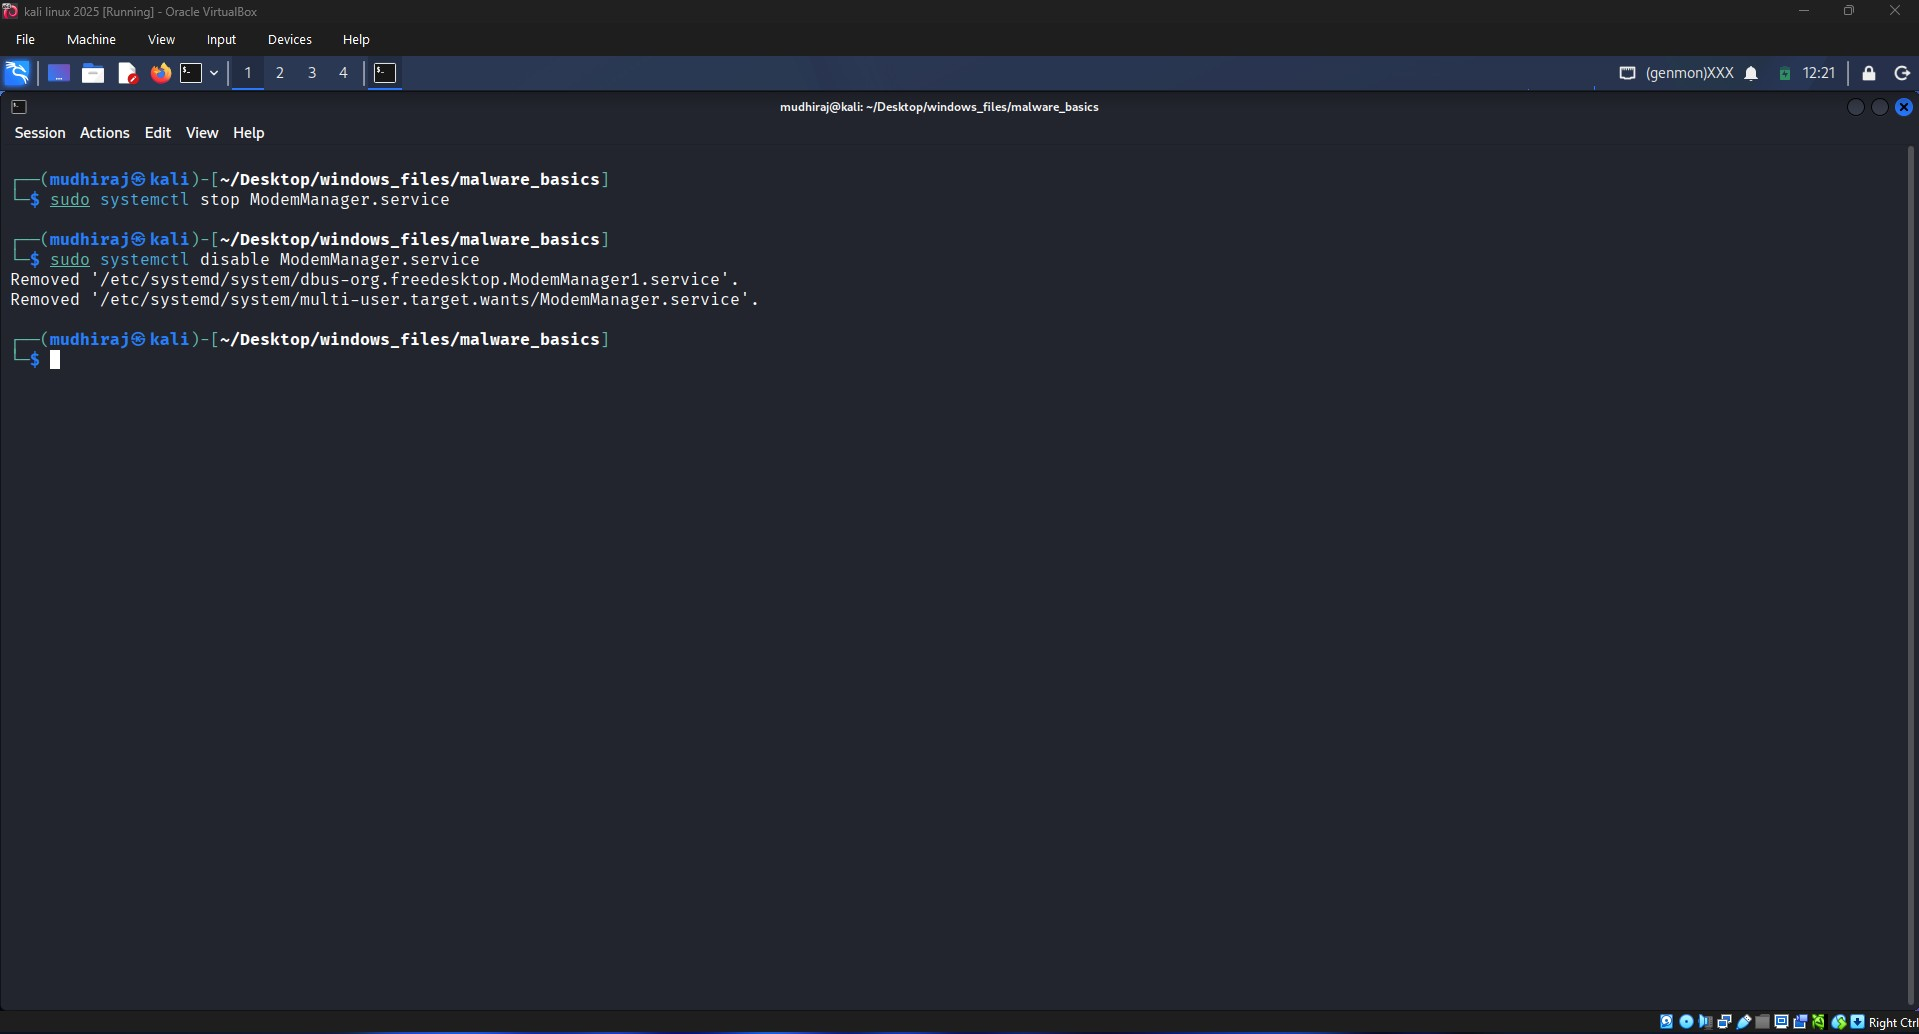 kali linux 2025 [Running] - Oracle VirtualBox
File Machine View Input Devices Help
1 2 3 4 (genmon)XXX 12:21
mudhiraj@kali: ~/Desktop/windows_files/malware_basics
Session Actions Edit View Help
┌──(mudhiraj㉿kali)-[~/Desktop/windows_files/malware_basics]
└─$ sudo systemctl stop ModemManager.service
┌──(mudhiraj㉿kali)-[~/Desktop/windows_files/malware_basics]
└─$ sudo systemctl disable ModemManager.service
Removed '/etc/systemd/system/dbus-org.freedesktop.ModemManager1.service'.
Removed '/etc/systemd/system/multi-user.target.wants/ModemManager.service'.
┌──(mudhiraj㉿kali)-[~/Desktop/windows_files/malware_basics]
└─$
Right Ctrl